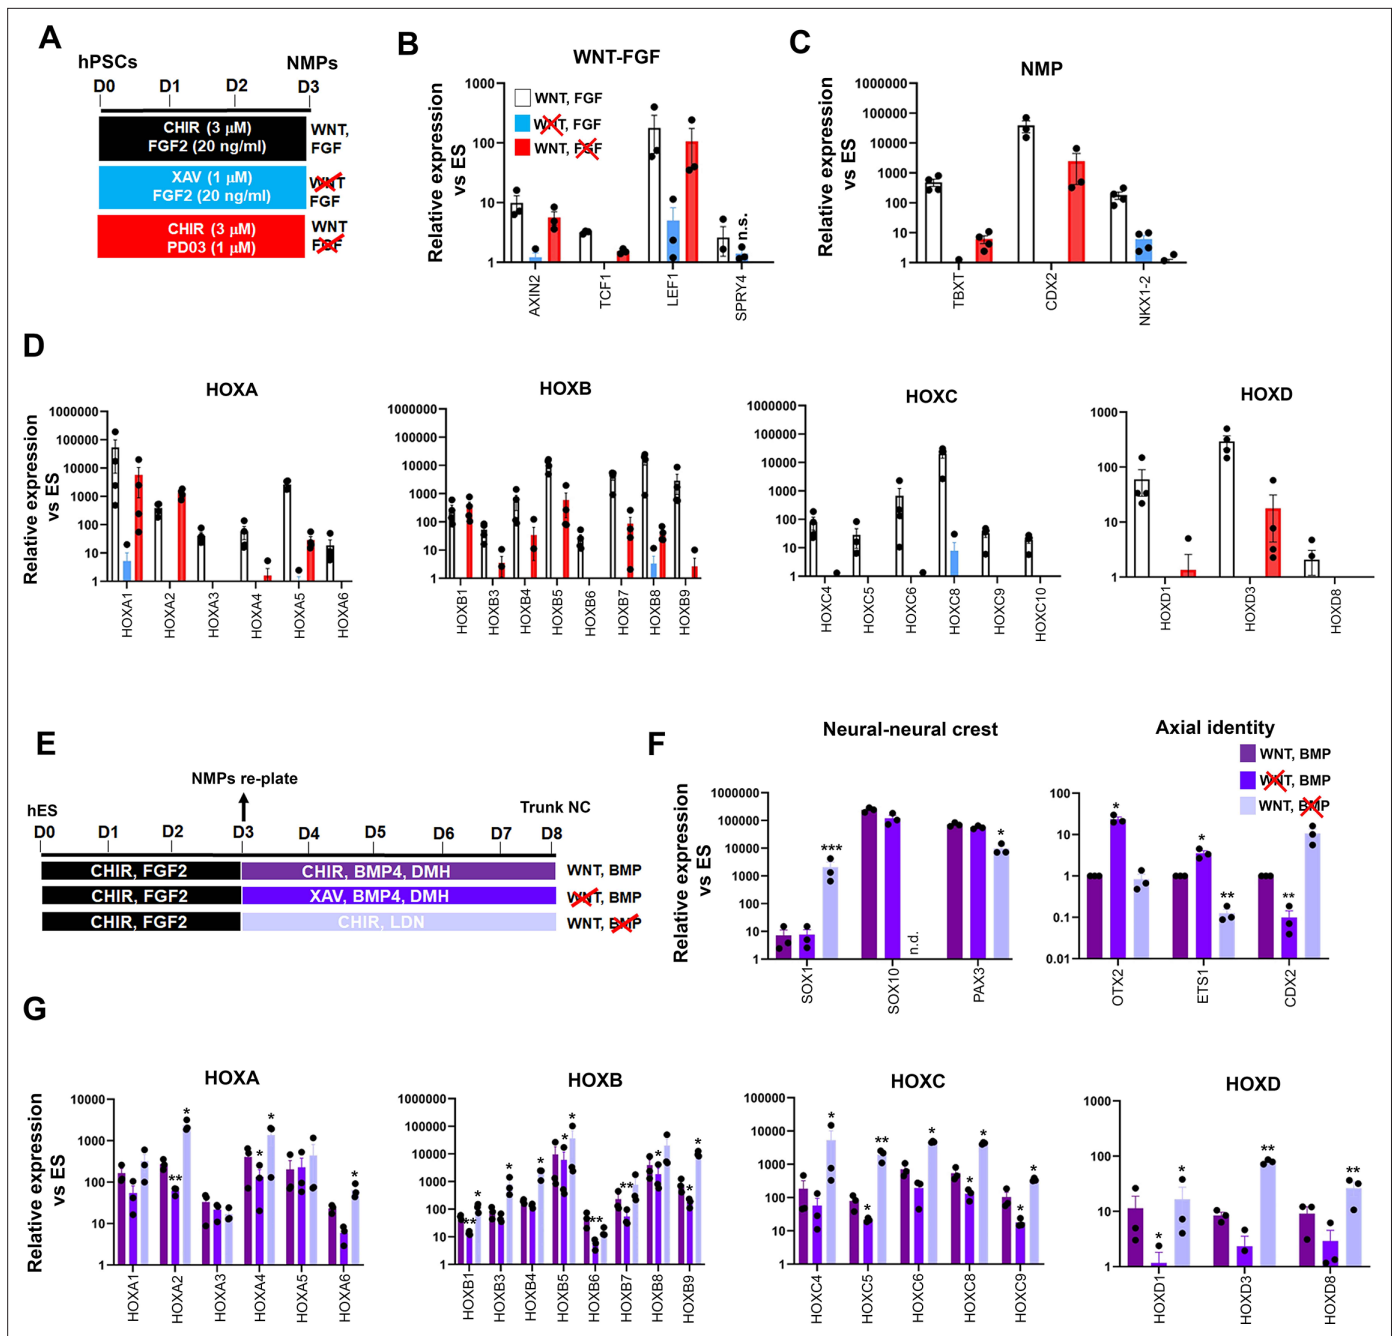 A
hPSCs NMPs
D0 D1 D2 D3
CHIR (3 µM)
FGF2 (20 ng/ml)
WNT,
FGF
XAV (1 µM)
FGF2 (20 ng/ml)
WNT
FGF
CHIR (3 µM)
PD03 (1 µM)
WNT
FGF
B
WNT-FGF
Relative expression
vs ES
1000
100
10
1
WNT, FGF
WNT, FGF
WNT, FGF
n.s.
AXIN2
TCF1
LEF1
SPRY4
C
NMP
Relative expression
vs ES
1000000
100000
10000
1000
100
10
1
TBXT
CDX2
NKX1-2
D
HOXA
Relative expression
vs ES
1000000
100000
10000
1000
100
10
1
HOXA1
HOXA2
HOXA3
HOXA4
HOXA5
HOXA6
HOXB
1000000
100000
10000
1000
100
10
1
HOXB1
HOXB3
HOXB4
HOXB5
HOXB6
HOXB7
HOXB8
HOXB9
HOXC
1000000
100000
10000
1000
100
10
1
HOXC4
HOXC5
HOXC6
HOXC8
HOXC9
HOXC10
HOXD
1000
100
10
1
HOXD1
HOXD3
HOXD8
E
NMPs re-plate
hES Trunk NC
D0 D1 D2 D3 D4 D5 D6 D7 D8
CHIR, FGF2 CHIR, BMP4, DMH WNT, BMP
CHIR, FGF2 XAV, BMP4, DMH WNT, BMP
CHIR, FGF2 CHIR, LDN WNT, BMP
F
Neural-neural crest
Relative expression
vs ES
1000000
100000
10000
1000
100
10
1
***
n.d.
*
SOX1
SOX10
PAX3
Axial identity
WNT, BMP
WNT, BMP
WNT, BMP
100
10
1
0.1
0.01
*
*
**
**
OTX2
ETS1
CDX2
G
HOXA
Relative expression
vs ES
10000
1000
100
10
1
**
*
*
*
*
HOXA1
HOXA2
HOXA3
HOXA4
HOXA5
HOXA6
HOXB
1000000
100000
10000
1000
100
10
1
**
*
*
*
*
*
**
**
*
*
*
HOXB1
HOXB3
HOXB4
HOXB5
HOXB6
HOXB7
HOXB8
HOXB9
HOXC
100000
10000
1000
100
10
1
*
*
**
*
*
*
*
*
HOXC4
HOXC5
HOXC6
HOXC8
HOXC9
HOXD
1000
100
10
1
*
*
**
**
HOXD1
HOXD3
HOXD8